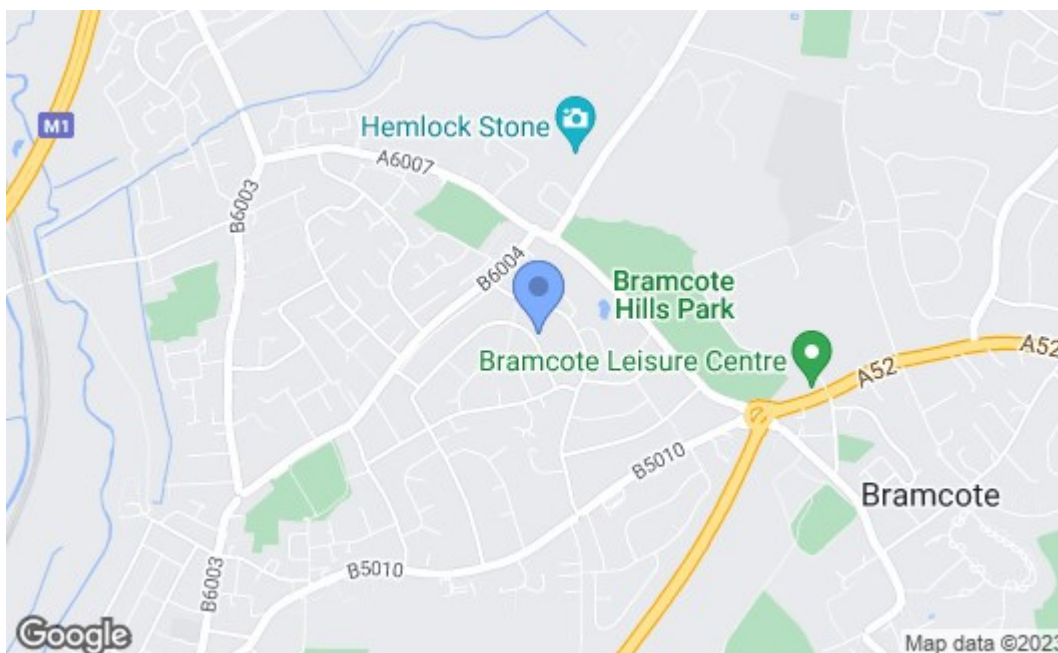 M1
Hemlock Stone
A6007
B6003
B6004
Bramcote
Hills Park
Bramcote Leisure Centre
A52
A52
B5010
Bramcote
B5010
B6003
Google
Map data ©2023